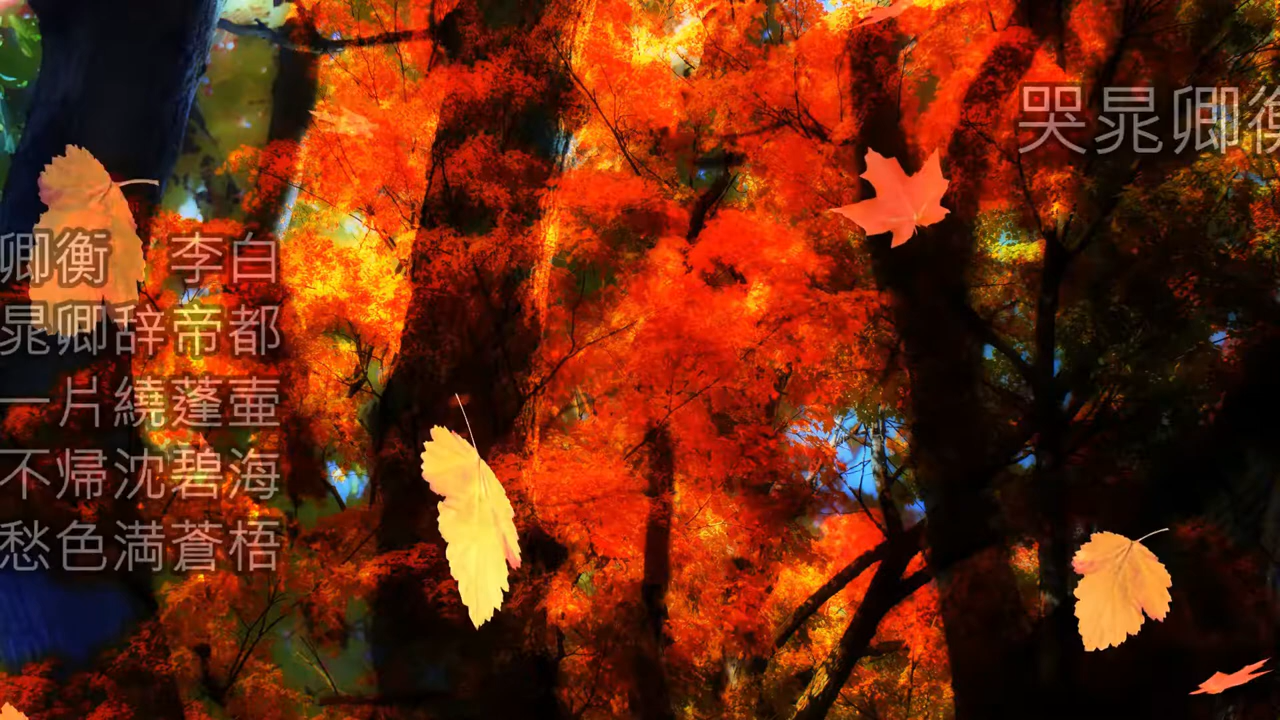 哭晁卿衡
卿衡　李白
晁卿辞帝都
一片繞蓬壷
不帰沈碧海
愁色満蒼梧